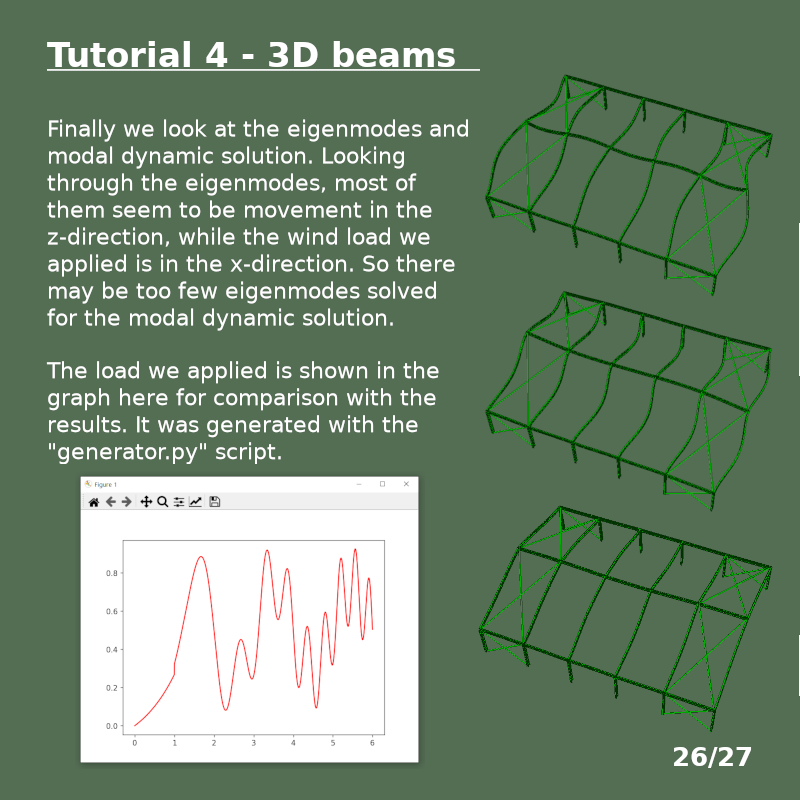 Tutorial 4 - 3D beams
Finally we look at the eigenmodes and
modal dynamic solution. Looking
through the eigenmodes, most of
them seem to be movement in the
z-direction, while the wind load we
applied is in the x-direction. So there
may be too few eigenmodes solved
for the modal dynamic solution.
The load we applied is shown in the
graph here for comparison with the
results. It was generated with the
"generator.py" script.
Figure 1
0.8
0.6
0.4
0.2
0.0
0 1 2 3 4 5 6
26/27